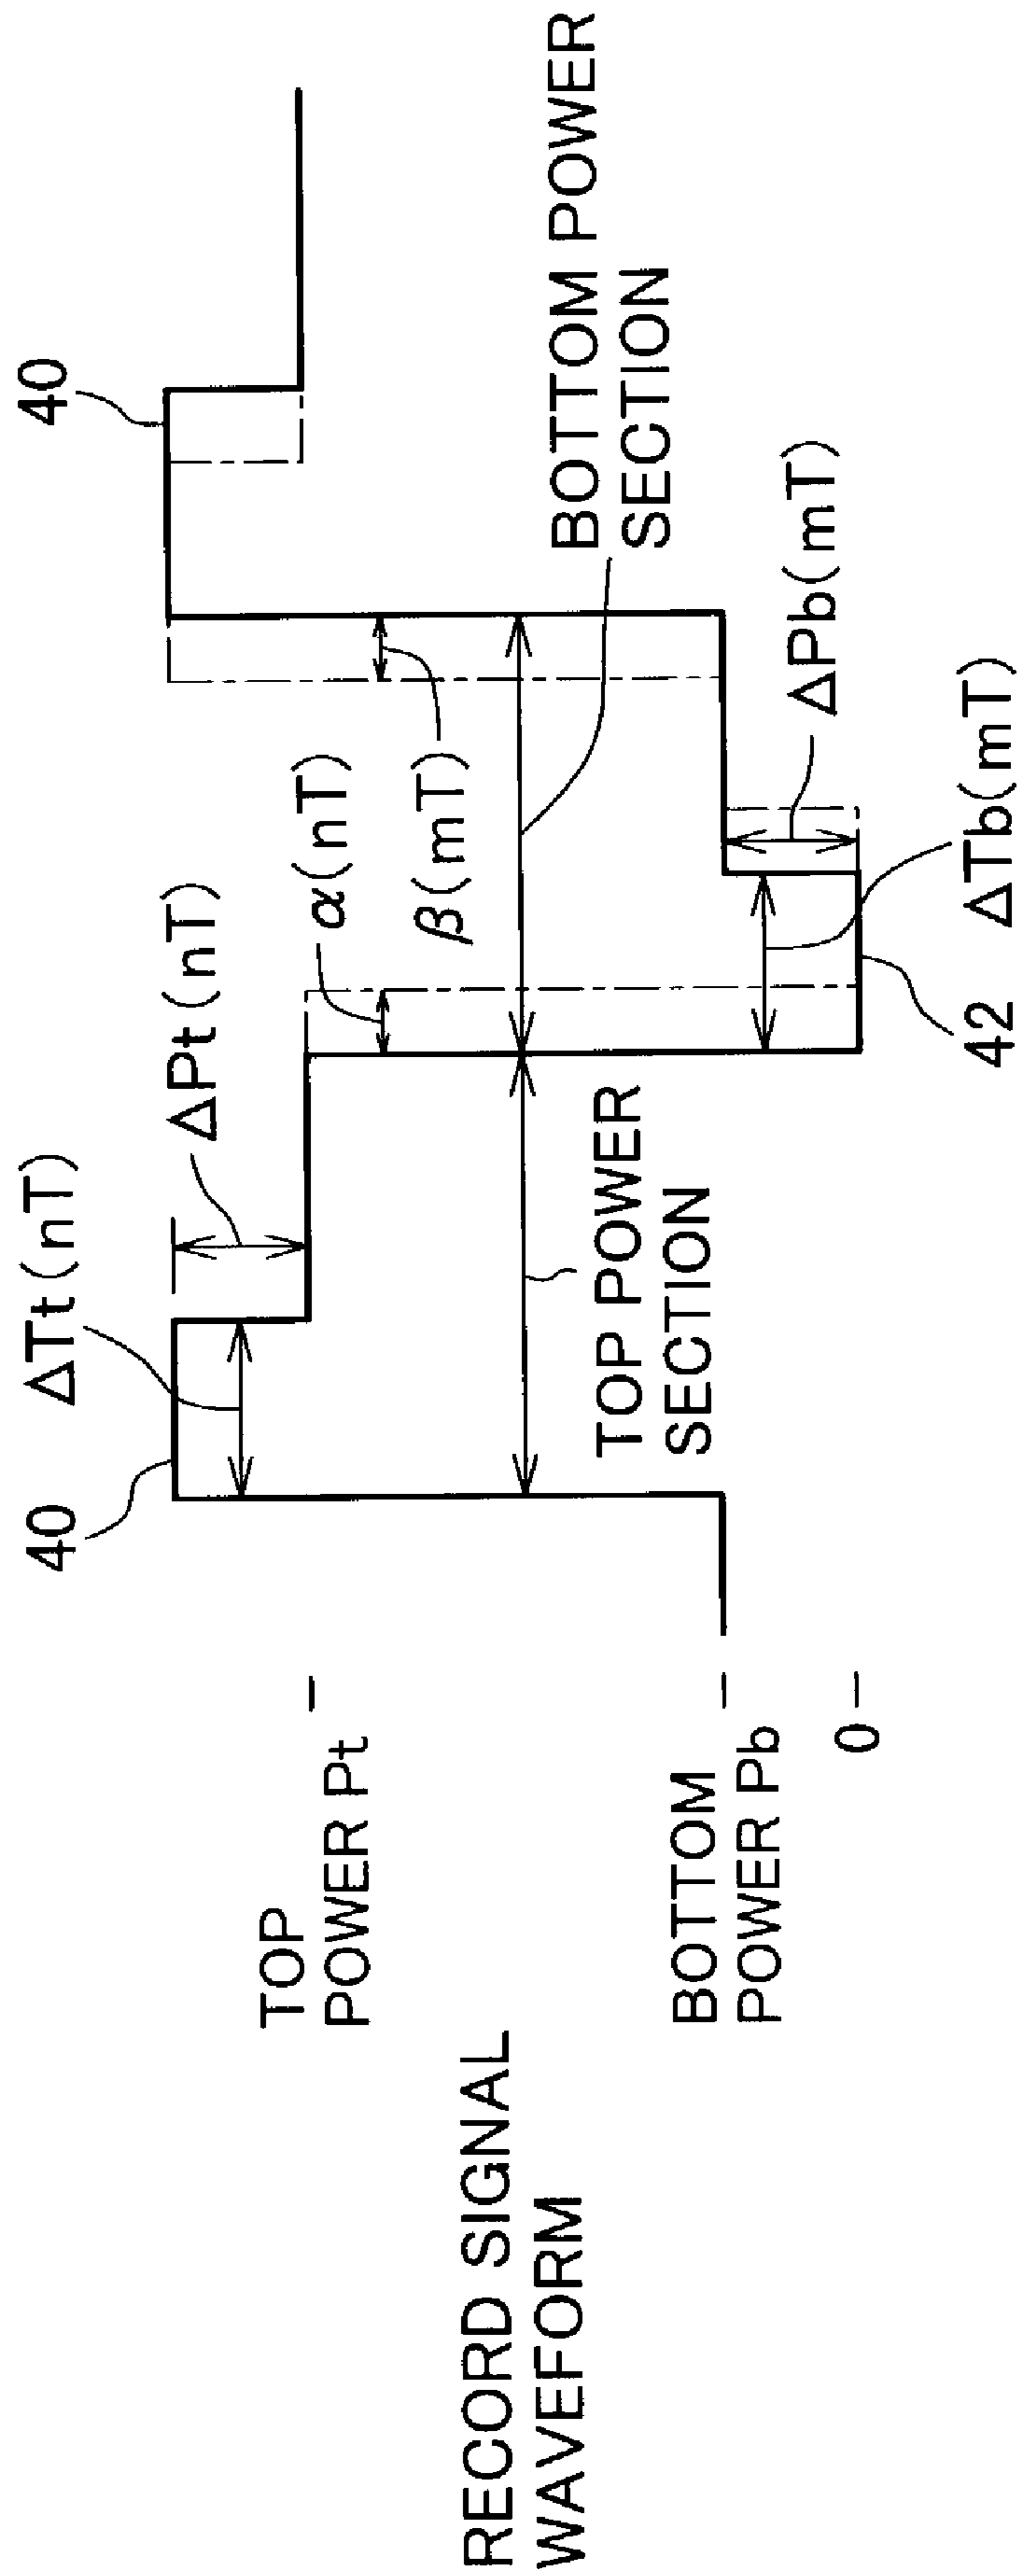 RECORD SIGNAL
WAVEFORM
TOP
POWER Pt
BOTTOM
POWER Pb
0
40
ΔTt(nT)
ΔPt(nT)
TOP POWER
SECTION
α(nT)
β(mT)
42
ΔTb(mT)
ΔPb(mT)
BOTTOM POWER
SECTION
40